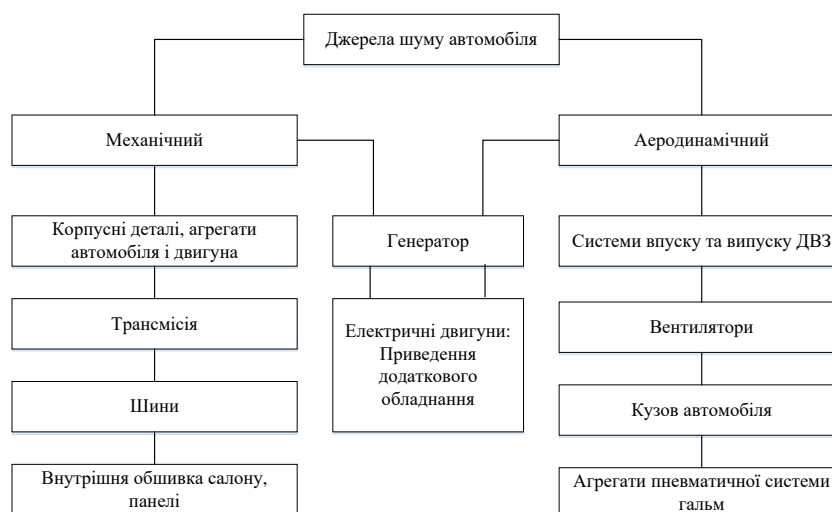 Джерела шуму автомобіля
Механічний
Аеродинамічний
Корпусні деталі, агрегати
автомобіля і двигуна
Генератор
Системи впуску та випуску ДВЗ
Трансмісія
Електричні двигуни:
Приведення
додаткового
обладнання
Вентилятори
Шини
Кузов автомобіля
Внутрішня обшивка салону,
панелі
Агрегати пневматичної системи
гальм